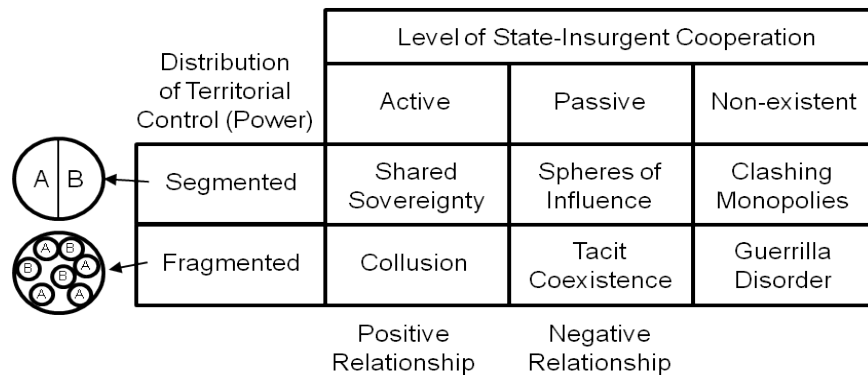 Level of State-Insurgent Cooperation
Distribution
of Territorial
Control (Power)
Active
Passive
Non-existent
A
B
Segmented
Shared
Sovereignty
Spheres of
Influence
Clashing
Monopolies
A
B
B
A
B
A
A
Fragmented
Collusion
Tacit
Coexistence
Guerrilla
Disorder
Positive
Relationship
Negative
Relationship